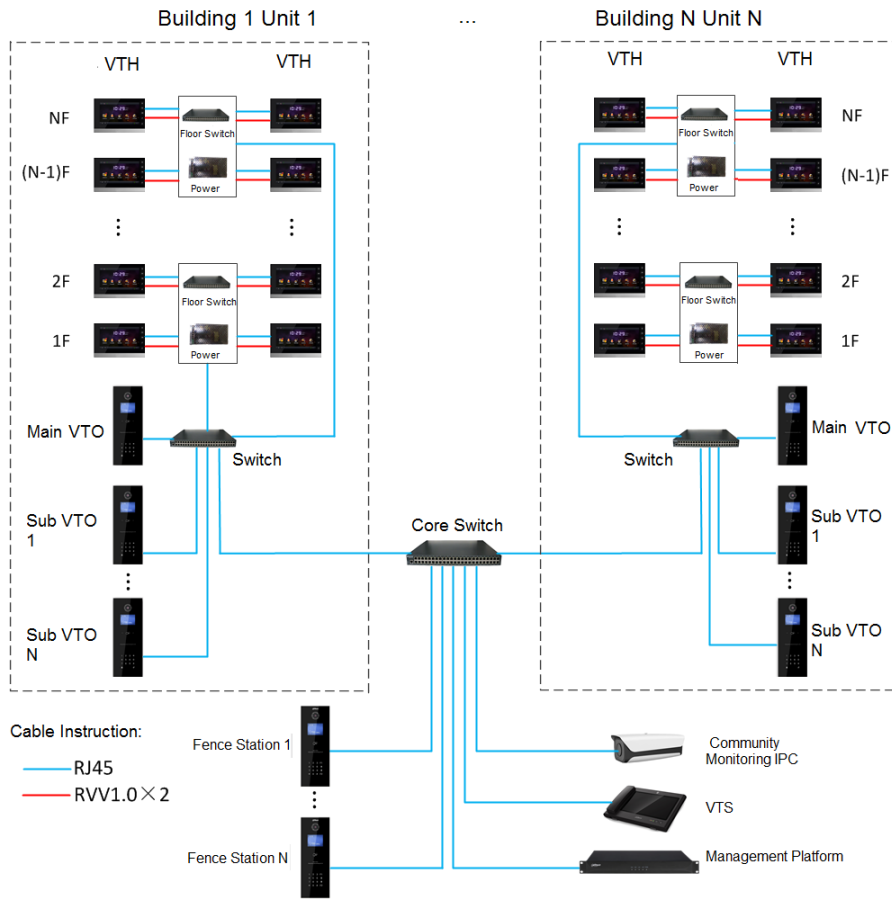 Building 1 Unit 1
...
Building N Unit N
VTH
VTH
VTH
VTH
NF
Floor Switch
Floor Switch
NF
(N-1)F
Power
Power
(N-1)F
2F
Floor Switch
Floor Switch
2F
1F
Power
Power
1F
Main VTO
Switch
Switch
Main VTO
Sub VTO
1
Core Switch
Sub VTO
1
Sub VTO
N
Sub VTO
N
Cable Instruction:
RJ45
RVV1.0×2
Fence Station 1
Community
Monitoring IPC
VTS
Fence Station N
Management Platform